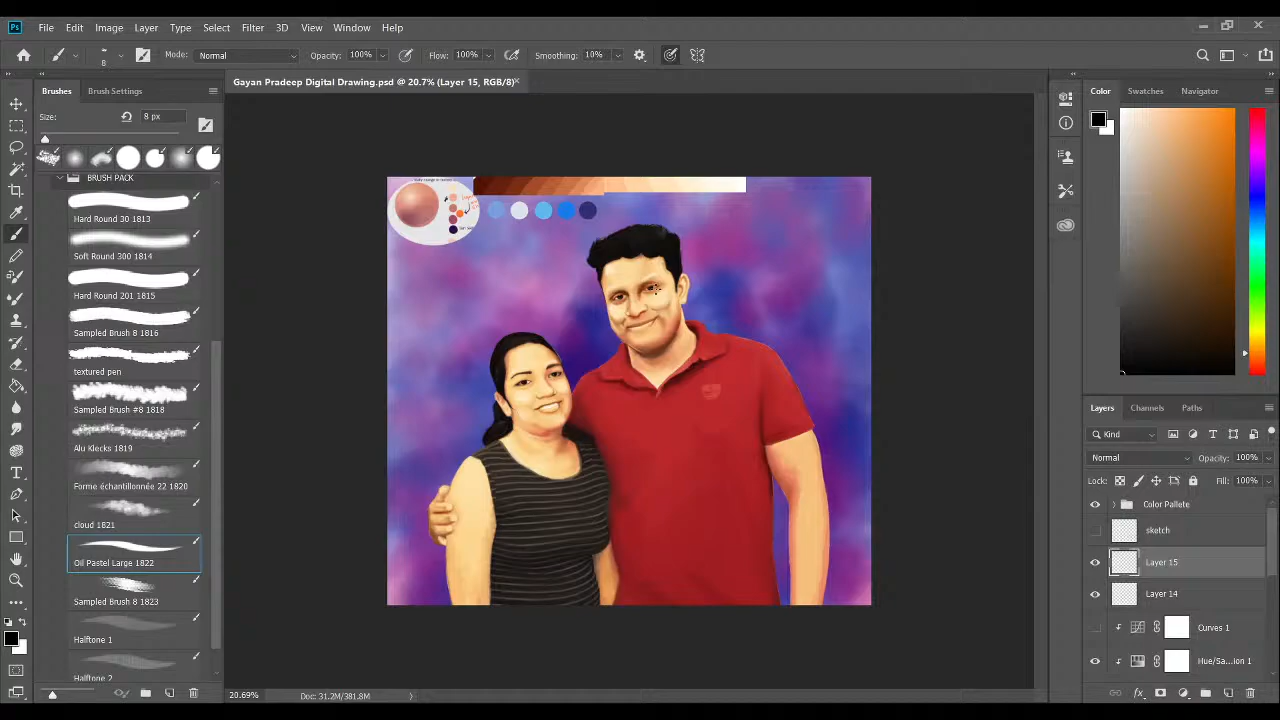 Ps File Edit Image Layer Type Select Filter 3D View Window Help
8 Mode: Normal Opacity: 100% Flow: 100% Smoothing: 10%
Gayan Pradeep Digital Drawing.psd @ 20.7% (Layer 15, RGB/8)
Brushes Brush Settings
Size: 8 px
BRUSH PACK
Hard Round 30 1813
Soft Round 300 1814
Hard Round 201 1815
Sampled Brush 8 1816
textured pen
Sampled Brush #8 1818
Alu Klecks 1819
Forme échantillonnée 22 1820
cloud 1821
Oil Pastel Large 1822
Sampled Brush 8 1823
Halftone 1
Halftone 2
Color Swatches Navigator
Layers Channels Paths
Kind
Normal Opacity: 100%
Lock: Fill: 100%
Color Pallete
sketch
Layer 15
Layer 14
Curves 1
Hue/Sa...ion 1
20.69% Doc: 31.2M/381.8M